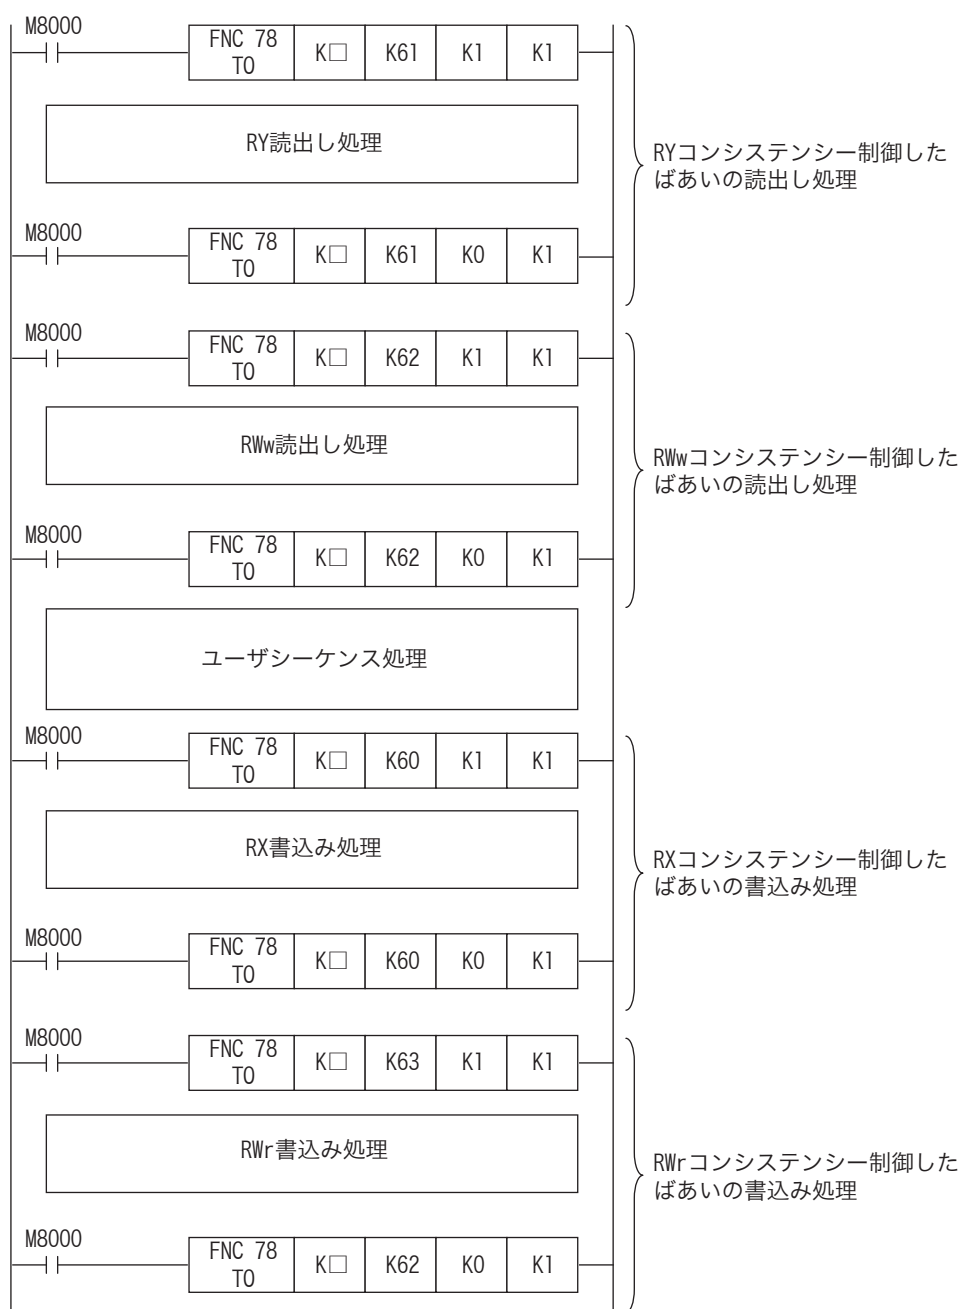 M8000
FNC 78
TO
K□
K61
K1
K1
RY読出し処理
RYコンシステンシー制御した
ばあいの読出し処理
M8000
FNC 78
TO
K□
K61
K0
K1
M8000
FNC 78
TO
K□
K62
K1
K1
RWw読出し処理
RWwコンシステンシー制御した
ばあいの読出し処理
M8000
FNC 78
TO
K□
K62
K0
K1
ユーザシーケンス処理
M8000
FNC 78
TO
K□
K60
K1
K1
RX書込み処理
RXコンシステンシー制御した
ばあいの書込み処理
M8000
FNC 78
TO
K□
K60
K0
K1
M8000
FNC 78
TO
K□
K63
K1
K1
RWr書込み処理
RWrコンシステンシー制御した
ばあいの書込み処理
M8000
FNC 78
TO
K□
K62
K0
K1